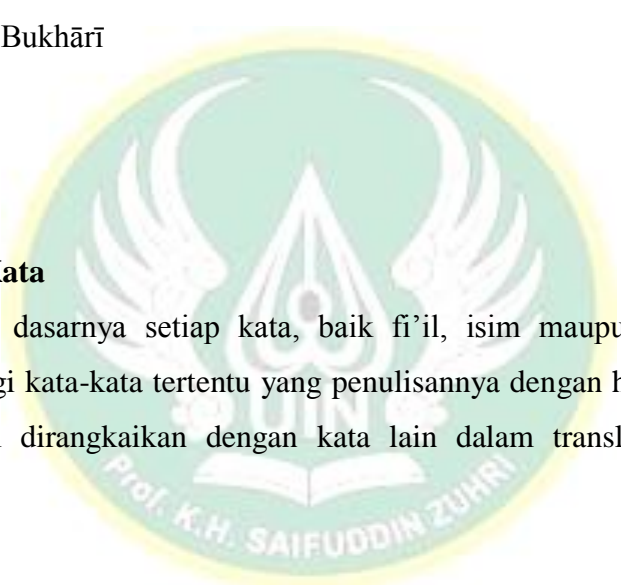 Bukhārī
Kata
dasarnya setiap kata, baik fi’il, isim maupu
gi kata-kata tertentu yang penulisannya dengan h
dirangkaikan dengan kata lain dalam transl
UIN
Prof. K.H. SAIFUDDIN ZUHRI